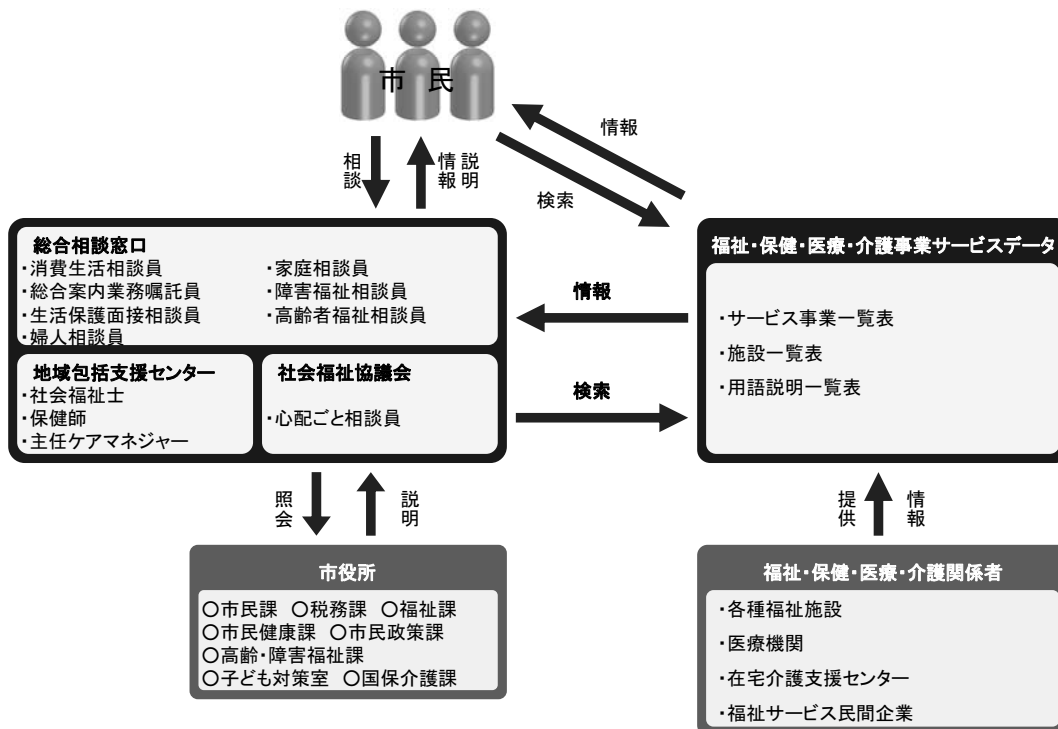 市 民
情報
検索
相談
情報
説明
総合相談窓口
・消費生活相談員
・総合案内業務嘱託員
・生活保護面接相談員
・婦人相談員
・家庭相談員
・障害福祉相談員
・高齢者福祉相談員
地域包括支援センター
・社会福祉士
・保健師
・主任ケアマネジャー
社会福祉協議会
・心配ごと相談員
情報
検索
福祉・保健・医療・介護事業サービスデータ
・サービス事業一覧表
・施設一覧表
・用語説明一覧表
照会
説明
提供
情報
市役所
○市民課 ○税務課 ○福祉課
○市民健康課 ○市民政策課
○高齢・障害福祉課
○子ども対策室 ○国保介護課
福祉・保健・医療・介護関係者
・各種福祉施設
・医療機関
・在宅介護支援センター
・福祉サービス民間企業